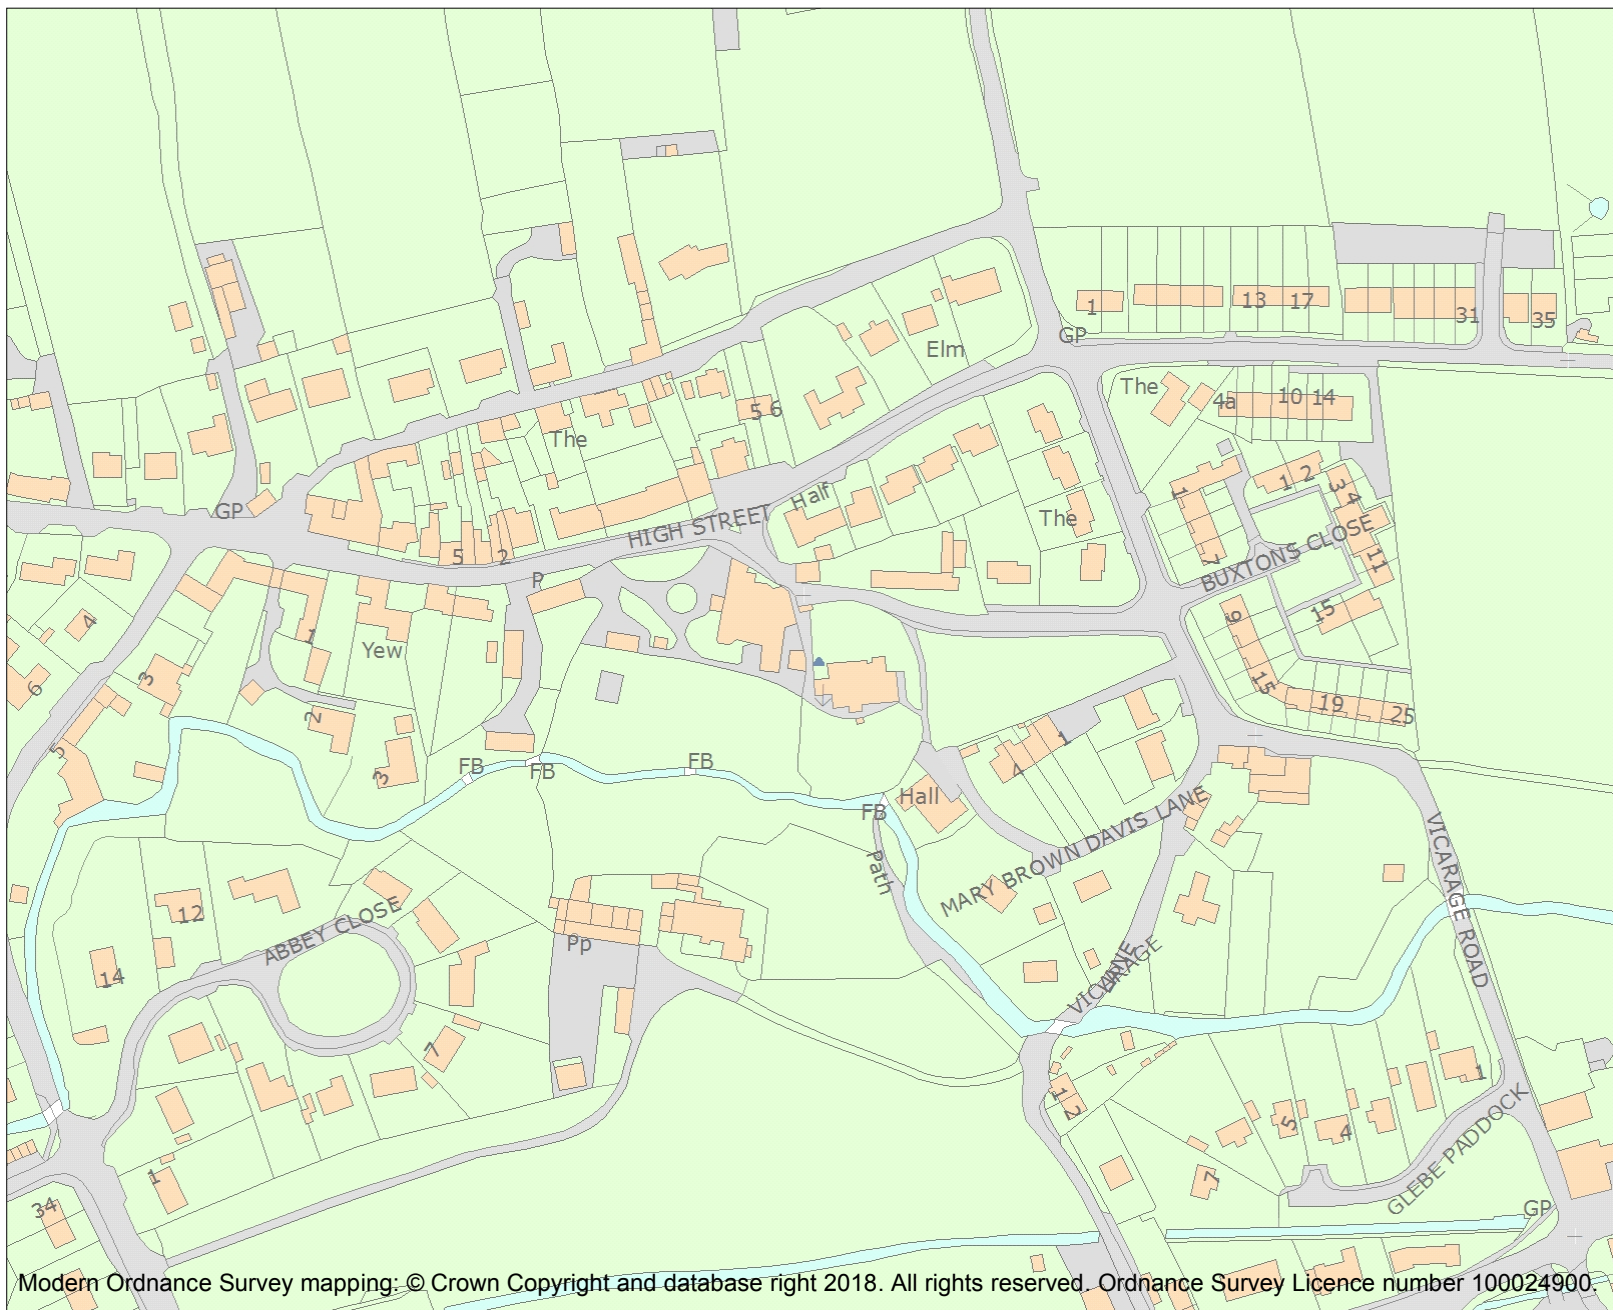 1
13
17
31
35
GP
Elm
The
4a
10
14
5
6
The
GP
HIGH STREET
Half
The
1
1
2
3
4
5
2
7
BUXTONS CLOSE
11
P
4
1
Yew
9
15
6
3
2
15
19
25
5
3
FB
FB
FB
4
1
Hall
FB
MARY BROWN DAVIS LANE
Path
VICARAGE ROAD
12
ABBEY CLOSE
14
Pp
VICARAGE
LANE
7
1
2
1
5
4
GLEBE PADDOCK
1
7
34
GP
Modern Ordnance Survey mapping: © Crown Copyright and database right 2018. All rights reserved. Ordnance Survey Licence number 100024900.